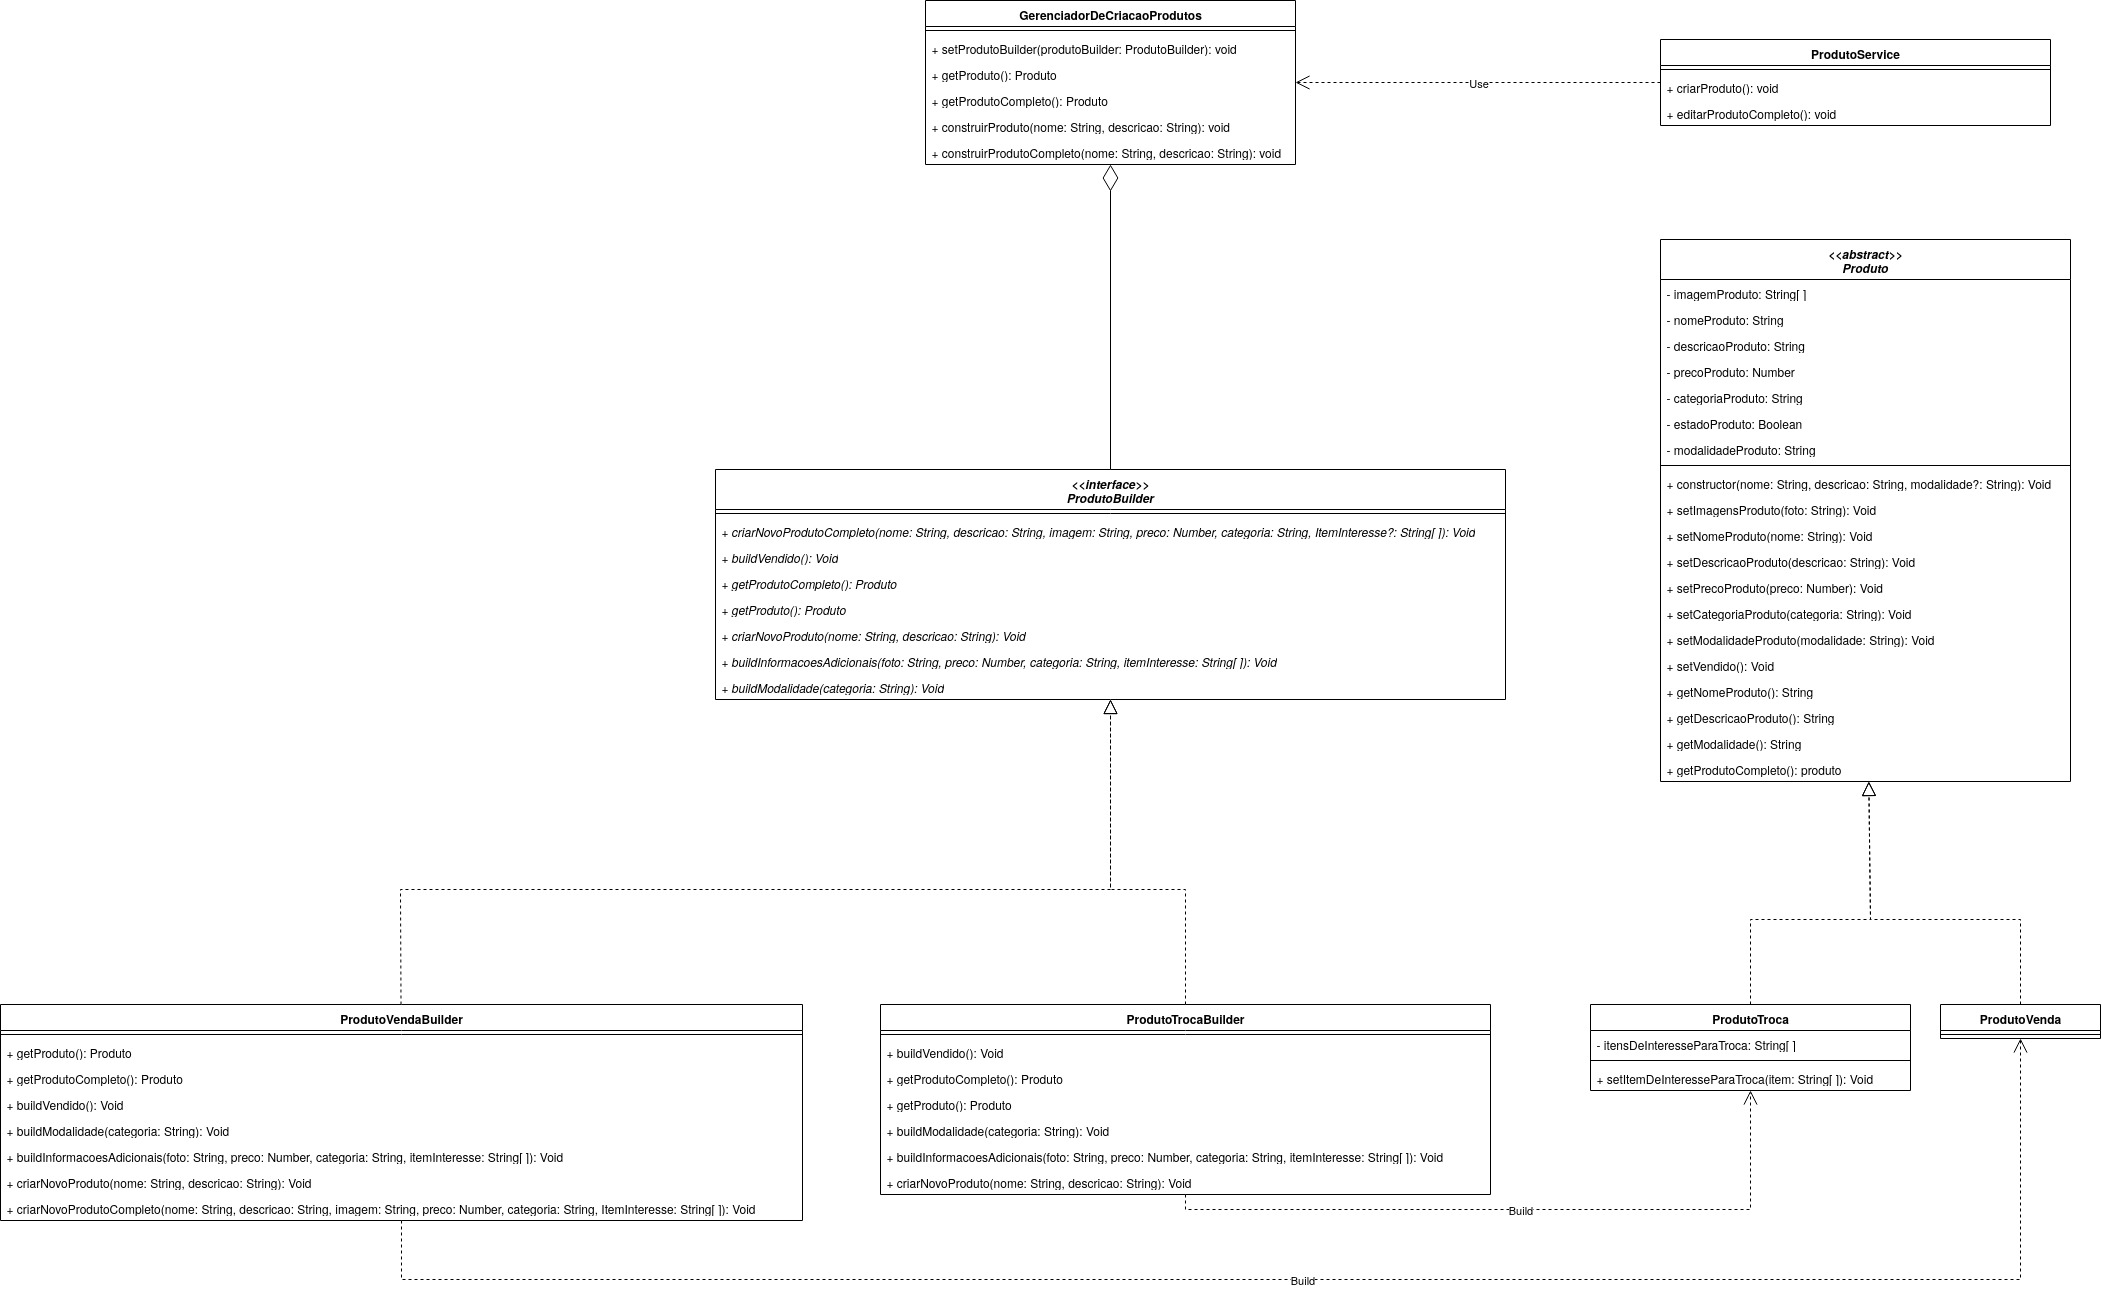 GerenciadorDeCriacaoProdutos
+ setProdutoBuilder(produtoBuilder: ProdutoBuilder): void
+ getProduto(): Produto
+ getProdutoCompleto(): Produto
+ construirProduto(nome: String, descricao: String): void
+ construirProdutoCompleto(nome: String, descricao: String): void
Use
ProdutoService
+ criarProduto(): void
+ editarProdutoCompleto(): void
<<abstract>>
Produto
- imagemProduto: String[ ]
- nomeProduto: String
- descricaoProduto: String
- precoProduto: Number
- categoriaProduto: String
- estadoProduto: Boolean
- modalidadeProduto: String
+ constructor(nome: String, descricao: String, modalidade?: String): Void
+ setImagensProduto(foto: String): Void
+ setNomeProduto(nome: String): Void
+ setDescricaoProduto(descricao: String): Void
+ setPrecoProduto(preco: Number): Void
+ setCategoriaProduto(categoria: String): Void
+ setModalidadeProduto(modalidade: String): Void
+ setVendido(): Void
+ getNomeProduto(): String
+ getDescricaoProduto(): String
+ getModalidade(): String
+ getProdutoCompleto(): produto
<<interface>>
ProdutoBuilder
+ criarNovoProdutoCompleto(nome: String, descricao: String, imagem: String, preco: Number, categoria: String, ItemInteresse?: String[ ]): Void
+ buildVendido(): Void
+ getProdutoCompleto(): Produto
+ getProduto(): Produto
+ criarNovoProduto(nome: String, descricao: String): Void
+ buildInformacoesAdicionais(foto: String, preco: Number, categoria: String, itemInteresse: String[ ]): Void
+ buildModalidade(categoria: String): Void
ProdutoVendaBuilder
+ getProduto(): Produto
+ getProdutoCompleto(): Produto
+ buildVendido(): Void
+ buildModalidade(categoria: String): Void
+ buildInformacoesAdicionais(foto: String, preco: Number, categoria: String, itemInteresse: String[ ]): Void
+ criarNovoProduto(nome: String, descricao: String): Void
+ criarNovoProdutoCompleto(nome: String, descricao: String, imagem: String, preco: Number, categoria: String, ItemInteresse: String[ ]): Void
ProdutoTrocaBuilder
+ buildVendido(): Void
+ getProdutoCompleto(): Produto
+ getProduto(): Produto
+ buildModalidade(categoria: String): Void
+ buildInformacoesAdicionais(foto: String, preco: Number, categoria: String, itemInteresse: String[ ]): Void
+ criarNovoProduto(nome: String, descricao: String): Void
ProdutoTroca
- itensDeInteresseParaTroca: String[ ]
+ setItemDeInteresseParaTroca(item: String[ ]): Void
ProdutoVenda
Build
Build